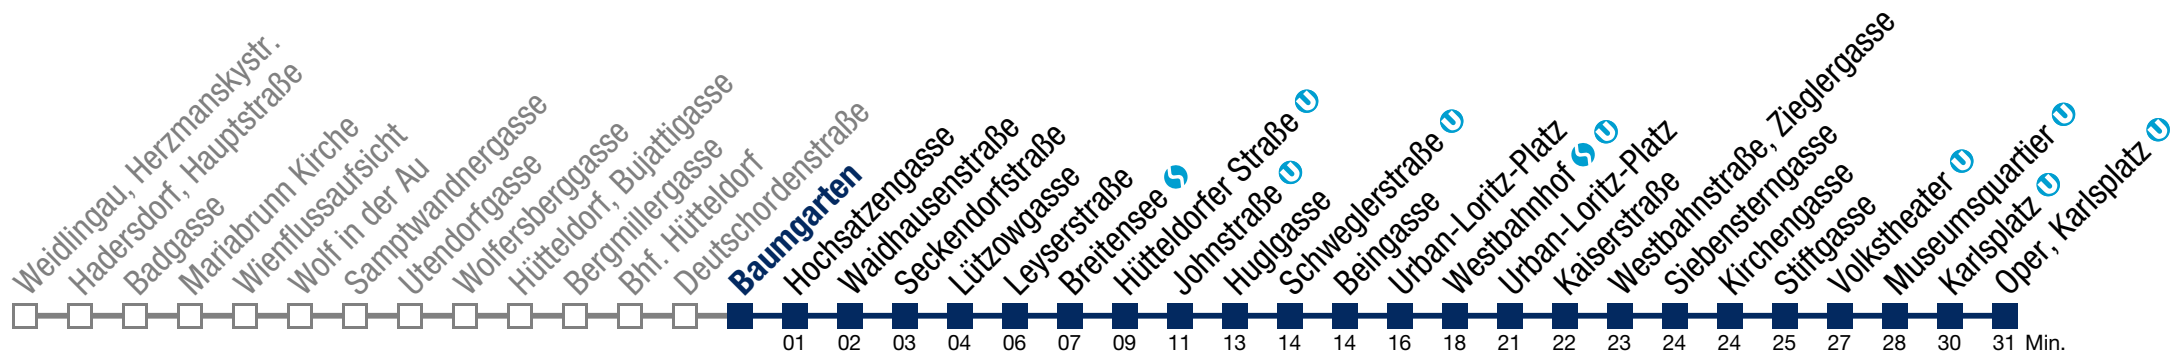 Weidlingau, Herzmanskystr.
Hadersdorf, Hauptstraße
Badgasse
Mariabrunn Kirche
Wienflussaufsicht
Wolf in der Au
Samptwandnergasse
Utendorfgasse
Wolfersberggasse
Hütteldorf, Bujattigasse
Bergmillergasse
Bhf. Hütteldorf
Deutschordenstraße
Baumgarten
Hochsatzengasse
Waidhausenstraße
Seckendorfstraße
Lützowgasse
Leyserstraße
Breitensee S
Hütteldorfer Straße U
Johnstraße U
Huglgasse
Schweglerstraße U
Beingasse
Urban-Loritz-Platz
Westbahnhof S U
Urban-Loritz-Platz
Kaiserstraße
Westbahnstraße, Zieglergasse
Siebensterngasse
Kirchengasse
Stiftgasse
Volkstheater U
Museumsquartier U
Karlsplatz U
Oper, Karlsplatz U
01 02 03 04 06 07 09 11 13 14 14 16 18 21 22 23 24 24 25 27 28 30 31 Min.